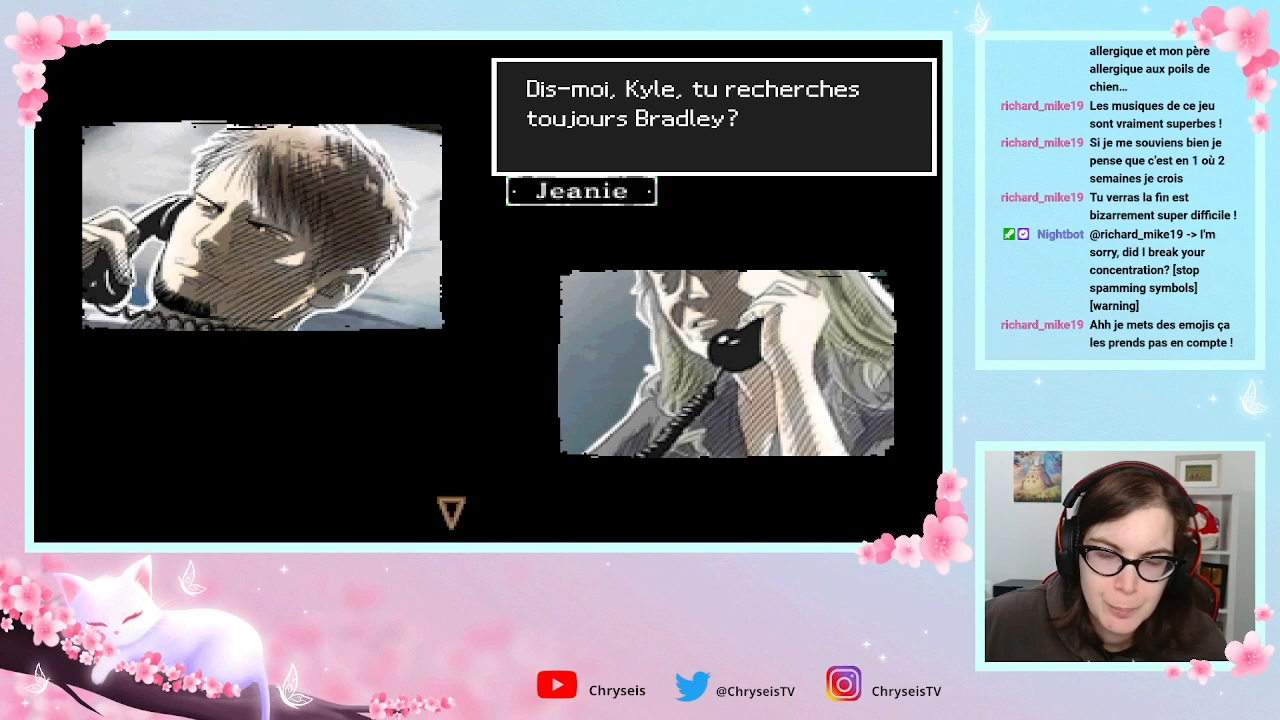 Dis-moi, Kyle, tu recherches
toujours Bradley?
Jeanie
allergique et mon père
allergique aux poils de
chien…
richard_mike19 Les musiques de ce jeu
sont vraiment superbes !
richard_mike19 Si je me souviens bien je
pense que c'est en 1 où 2
semaines je crois
richard_mike19 Tu verras la fin est
bizarrement super difficile !
Nightbot @richard_mike19 -> I'm
sorry, did I break your
concentration? [stop
spamming symbols]
[warning]
richard_mike19 Ahh je mets des emojis ça
les prends pas en compte !
Chryseis
@ChryseisTV
ChryseisTV